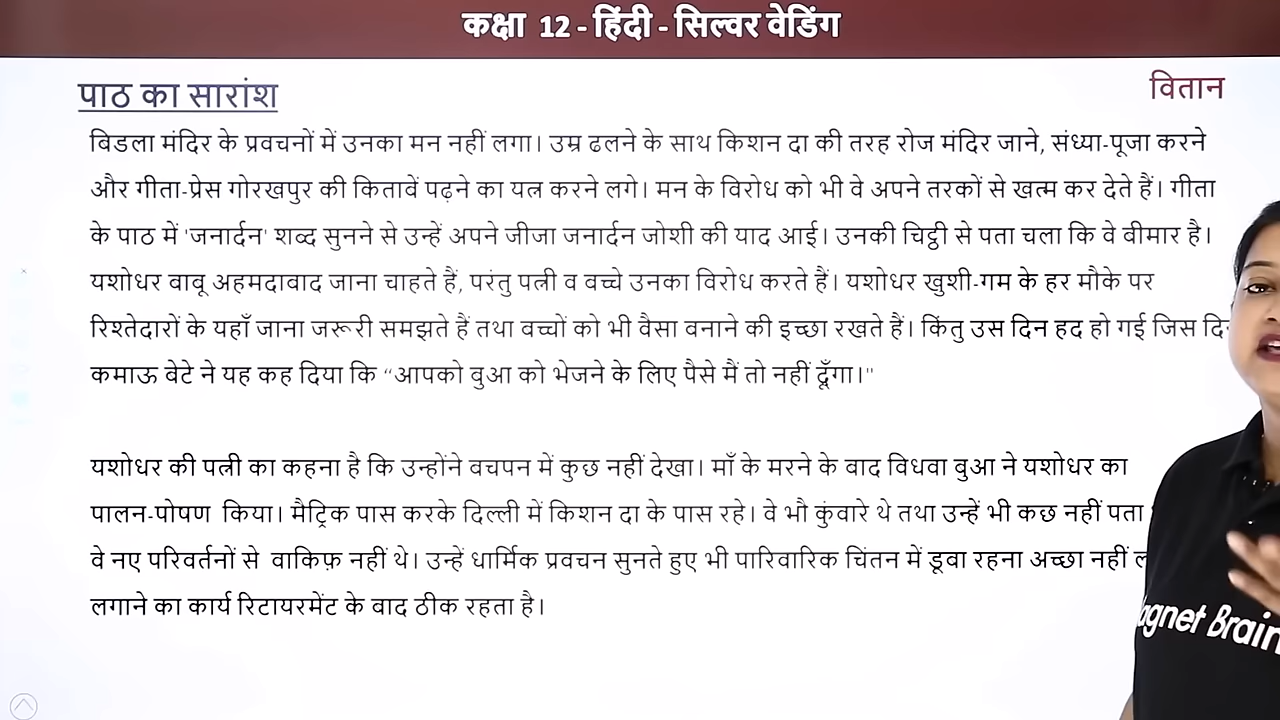 कक्षा 12 - हिंदी - सिल्वर वेडिंग
पाठ का सारांश
वितान
बिडला मंदिर के प्रवचनों में उनका मन नहीं लगा। उम्र ढलने के साथ किशन दा की तरह रोज मंदिर जाने, संध्या-पूजा करने
और गीता-प्रेस गोरखपुर की किताबें पढ़ने का यत्न करने लगे। मन के विरोध को भी वे अपने तरकों से खत्म कर देते हैं। गीता
के पाठ में 'जनार्दन' शब्द सुनने से उन्हें अपने जीजा जनार्दन जोशी की याद आई। उनकी चिट्ठी से पता चला कि वे बीमार है।
यशोधर बाबू अहमदाबाद जाना चाहते हैं, परंतु पत्नी व बच्चे उनका विरोध करते हैं। यशोधर खुशी-गम के हर मौके पर
रिश्तेदारों के यहाँ जाना जरूरी समझते हैं तथा बच्चों को भी वैसा बनाने की इच्छा रखते हैं। किंतु उस दिन हद हो गई जिस
कमाऊ बेटे ने यह कह दिया कि “आपको बुआ को भेजने के लिए पैसे मैं तो नहीं दूँगा।"
यशोधर की पत्नी का कहना है कि उन्होंने बचपन में कुछ नहीं देखा। माँ के मरने के बाद विधवा बुआ ने यशोधर का
पालन-पोषण किया। मैट्रिक पास करके दिल्ली में किशन दा के पास रहे। वे भौ कुंवारे थे तथा उन्हें भी कछ नहीं पता
वे नए परिवर्तनों से वाकिफ़ नहीं थे। उन्हें धार्मिक प्रवचन सुनते हुए भी पारिवारिक चिंतन में डूबा रहना अच्छा नहीं
लगाने का कार्य रिटायरमेंट के बाद ठीक रहता है।
agnet Brain